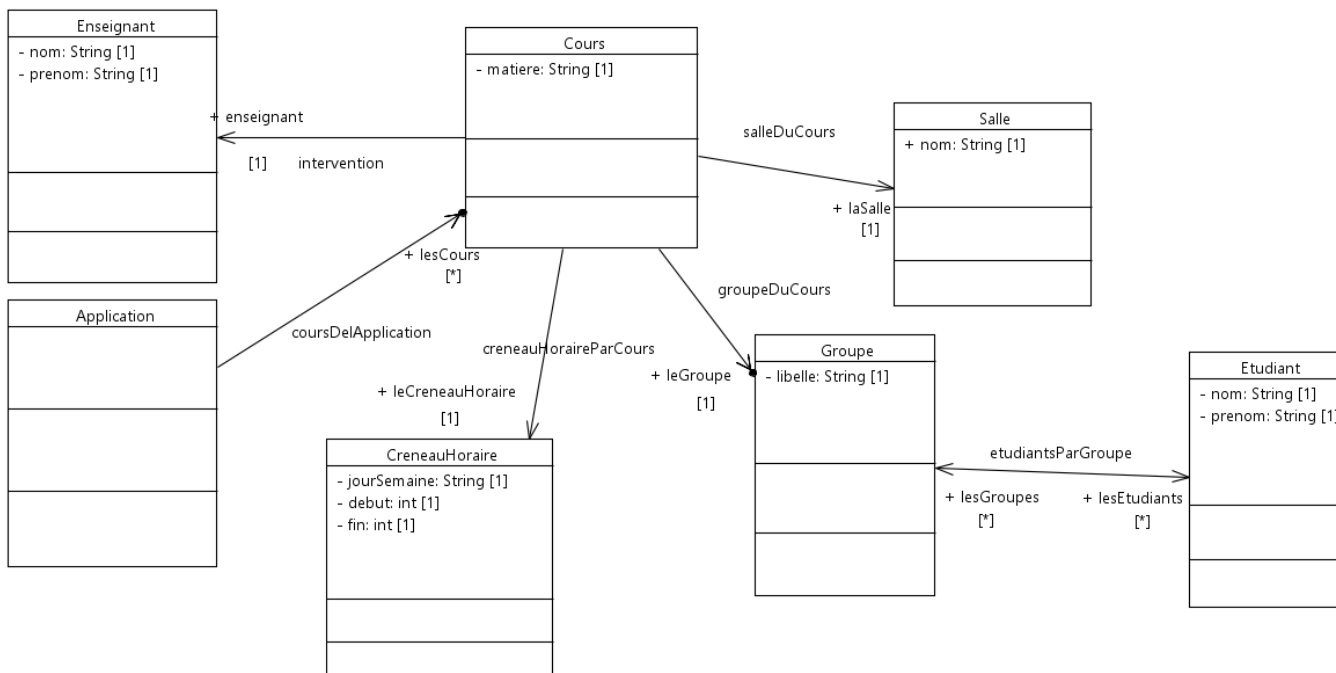 Enseignant
- nom: String [1]
- prenom: String [1]
+ enseignant
[1]
intervention
Cours
- matiere: String [1]
salleDuCours
Salle
+ nom: String [1]
+ laSalle
[1]
+ lesCours
[*]
Application
coursDelApplication
creneauHoraireParCours
groupeDuCours
+ leCreneauHoraire
[1]
+ leGroupe
[1]
CreneauHoraire
- jourSemaine: String [1]
- debut: int [1]
- fin: int [1]
Groupe
- libelle: String [1]
etudiantsParGroupe
+ lesGroupes
[*]
+ lesEtudiants
[*]
Etudiant
- nom: String [1]
- prenom: String [1]